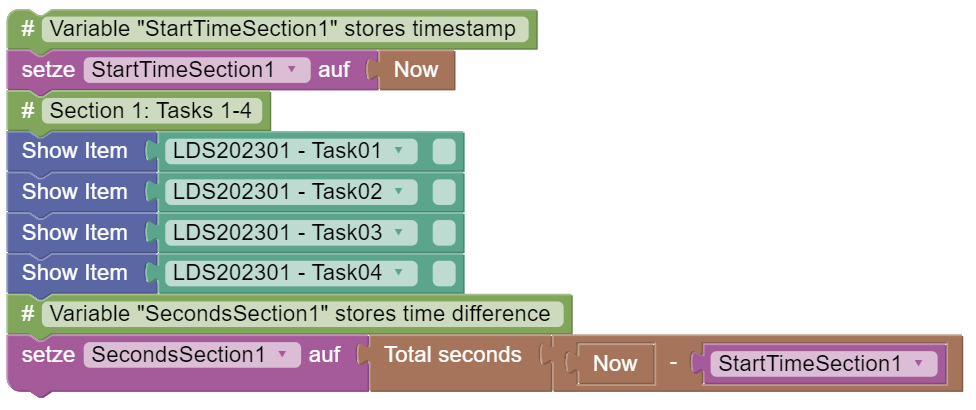 # Variable "StartTimeSection1" stores timestamp
setze StartTimeSection1 auf Now
# Section 1: Tasks 1-4
Show Item LDS202301 - Task01
Show Item LDS202301 - Task02
Show Item LDS202301 - Task03
Show Item LDS202301 - Task04
# Variable "SecondsSection1" stores time difference
setze SecondsSection1 auf Total seconds Now - StartTimeSection1